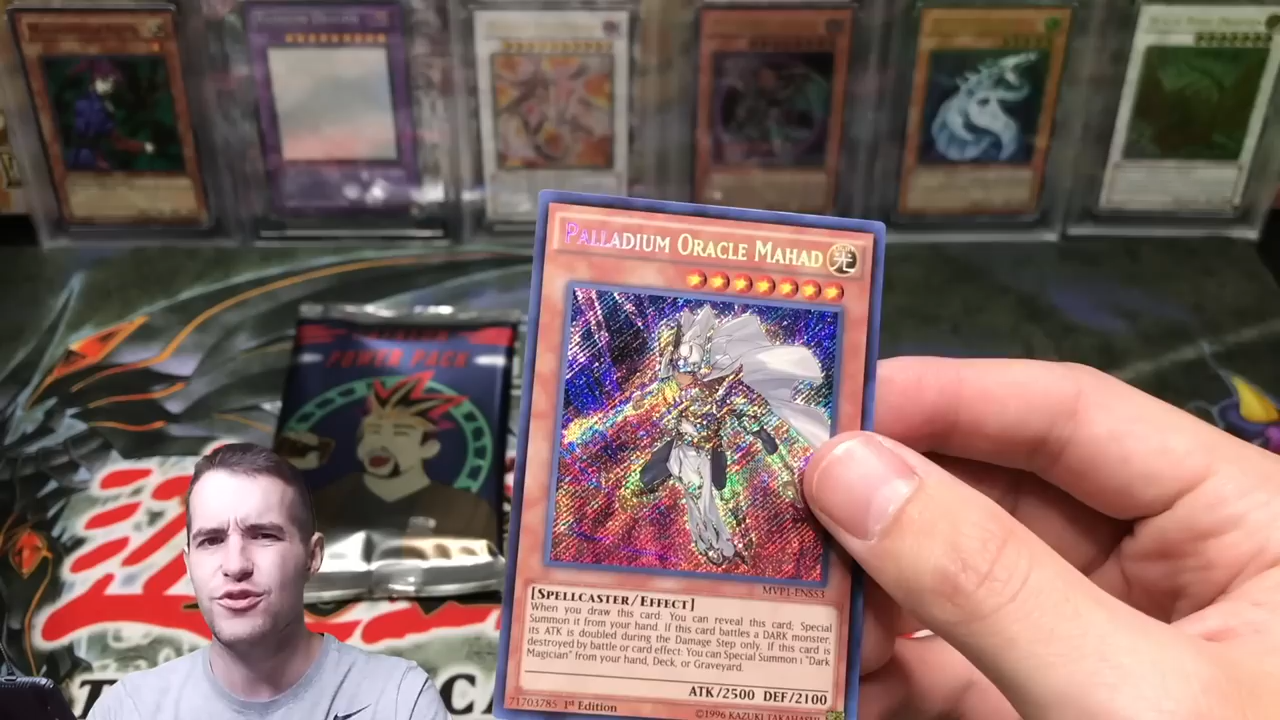 POWER PACK
PALLADIUM ORACLE MAHAD
光
MVP1-ENS53
[SPELLCASTER/EFFECT]
When you draw this card: You can reveal this card; Special
Summon it from your hand. If this card battles a DARK monster,
its ATK is doubled during the Damage Step only. If this card is
destroyed by battle or card effect: You can Special Summon 1 "Dark
Magician" from your hand, Deck, or Graveyard.
ATK/2500 DEF/2100
71703785 1st Edition
©1996 KAZUKI TAKAHASHI